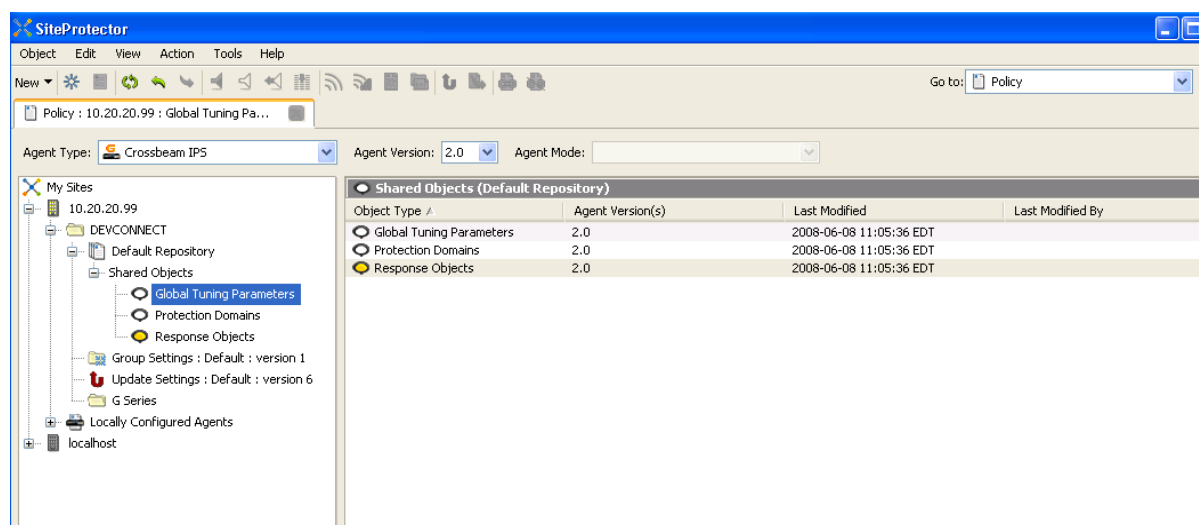 SiteProtector
Object Edit View Action Tools Help
New Go to: Policy
Policy : 10.20.20.99 : Global Tuning Pa...
Agent Type: Crossbeam IPS Agent Version: 2.0 Agent Mode:
My Sites
10.20.20.99
DEVCONNECT
Default Repository
Shared Objects
Global Tuning Parameters
Protection Domains
Response Objects
Group Settings : Default : version 1
Update Settings : Default : version 6
G Series
Locally Configured Agents
localhost
Shared Objects (Default Repository)
Object Type Agent Version(s) Last Modified Last Modified By
Global Tuning Parameters 2.0 2008-06-08 11:05:36 EDT
Protection Domains 2.0 2008-06-08 11:05:36 EDT
Response Objects 2.0 2008-06-08 11:05:36 EDT